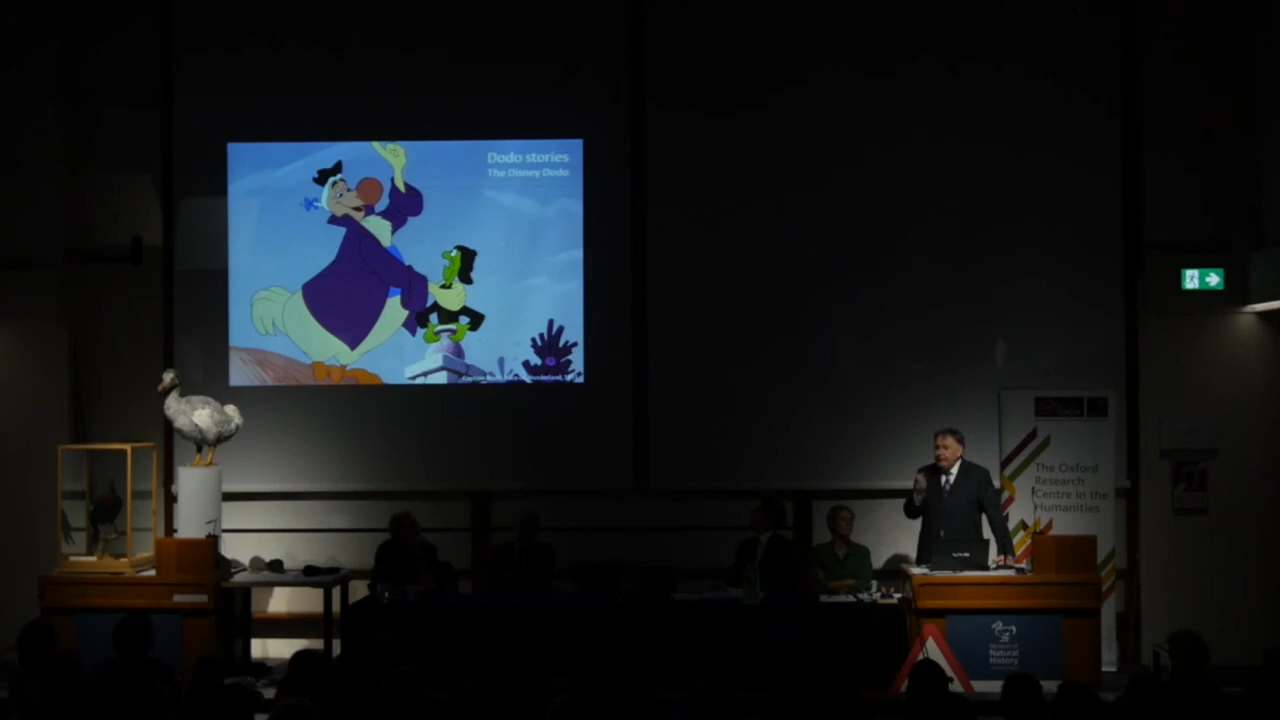 Dodo stories
The Disney Dodo
The Oxford
Research
Centre in the
Humanities
Museum of
Natural
History